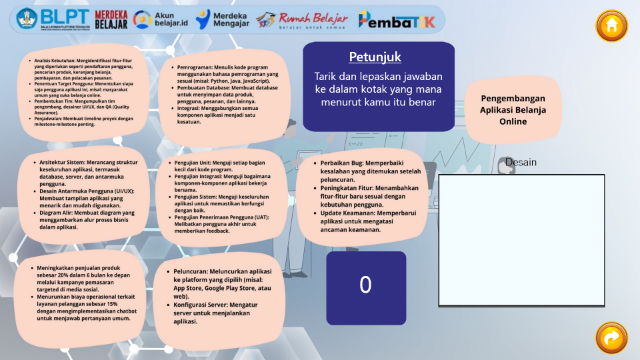 BLPT
MERDEKA
BELAJAR
Akun
belajar.id
Merdeka
Mengajar
Rumah Belajar
belajar untuk semua
PembaTIK
Analisis Kebutuhan: Mengidentifikasi fitur-fitur
yang diperlukan seperti pendaftaran pengguna,
pencarian produk, keranjang belanja,
pembayaran, dan pelacakan pesanan.
Penentuan Target Pengguna: Menentukan siapa
saja pengguna aplikasi ini, misal: masyarakat
umum yang suka belanja online.
Pembentukan Tim: Mengumpulkan tim
pengembang, desainer UI/UX, dan QA (Quality
Assurance).
Penjadwalan: Membuat timeline proyek dengan
milestone-milestone penting.
Pemrograman: Menulis kode program
menggunakan bahasa pemrograman yang
sesuai (misal: Python, Java, JavaScript).
Pembuatan Database: Membuat database
untuk menyimpan data produk,
pengguna, pesanan, dan lainnya.
Integrasi: Menggabungkan semua
komponen aplikasi menjadi satu
kesatuan.
Petunjuk
Tarik dan lepaskan jawaban
ke dalam kotak yang mana
menurut kamu itu benar
Pengembangan
Aplikasi Belanja
Online
Arsitektur Sistem: Merancang struktur
keseluruhan aplikasi, termasuk
database, server, dan antarmuka
pengguna.
Desain Antarmuka Pengguna (UI/UX):
Membuat tampilan aplikasi yang
menarik dan mudah digunakan.
Diagram Alir: Membuat diagram yang
menggambarkan alur proses bisnis
dalam aplikasi.
Pengujian Unit: Menguji setiap bagian
kecil dari kode program.
Pengujian Integrasi: Menguji bagaimana
komponen-komponen aplikasi bekerja
bersama.
Pengujian Sistem: Menguji keseluruhan
aplikasi untuk memastikan berfungsi
dengan baik.
Pengujian Penerimaan Pengguna (UAT):
Melibatkan pengguna akhir untuk
memberikan feedback.
Perbaikan Bug: Memperbaiki
kesalahan yang ditemukan setelah
peluncuran.
Peningkatan Fitur: Menambahkan
fitur-fitur baru sesuai dengan
kebutuhan pengguna.
Update Keamanan: Memperbarui
aplikasi untuk mengatasi
ancaman keamanan.
Desain
Meningkatkan penjualan produk
sebesar 20% dalam 6 bulan ke depan
melalui kampanye pemasaran
targeted di media sosial.
Menurunkan biaya operasional terkait
layanan pelanggan sebesar 15%
dengan mengimplementasikan chatbot
untuk menjawab pertanyaan umum.
Peluncuran: Meluncurkan aplikasi
ke platform yang dipilih (misal:
App Store, Google Play Store, atau
web).
Konfigurasi Server: Mengatur
server untuk menjalankan
aplikasi.
0